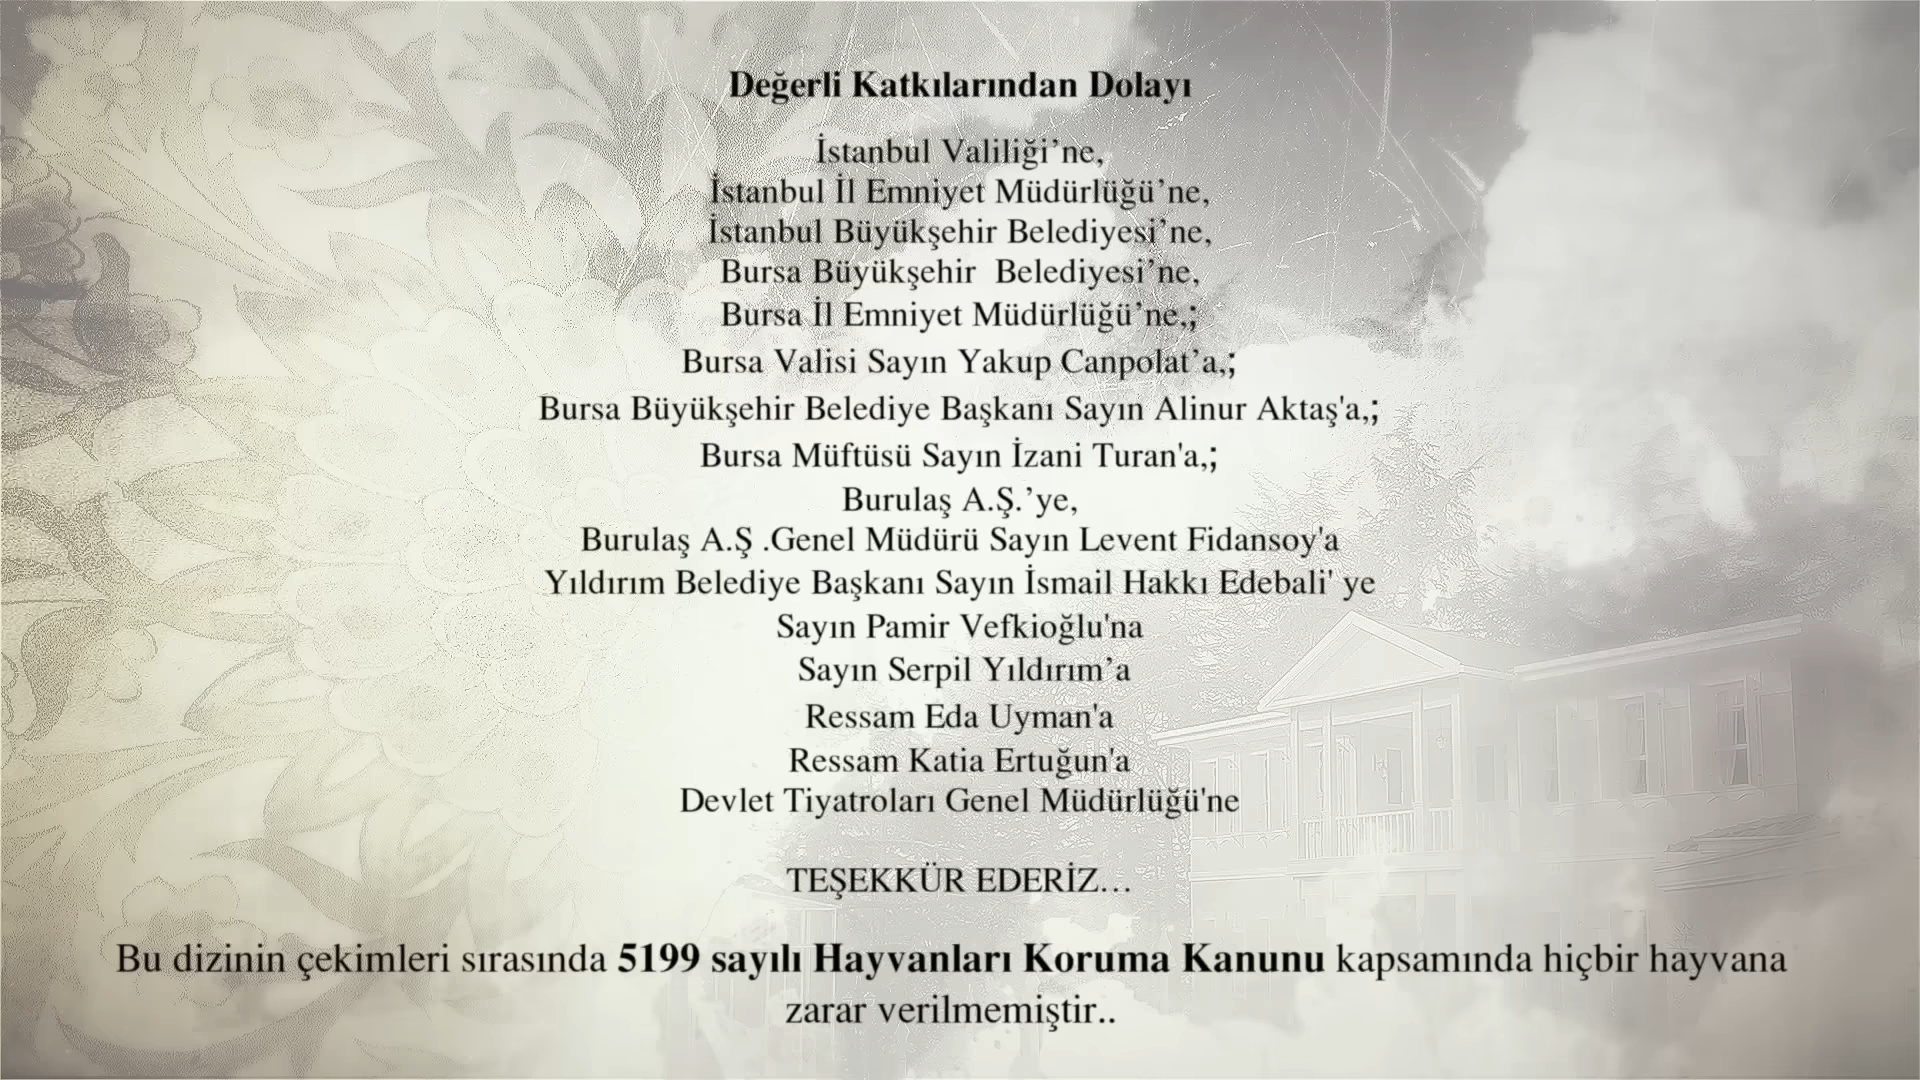 Değerli Katkılarından Dolayı
İstanbul Valiliği’ne,
İstanbul İl Emniyet Müdürlüğü’ne,
İstanbul Büyükşehir Belediyesi’ne,
Bursa Büyükşehir  Belediyesi’ne,
Bursa İl Emniyet Müdürlüğü’ne,;
Bursa Valisi Sayın Yakup Canpolat’a,;
Bursa Büyükşehir Belediye Başkanı Sayın Alinur Aktaş'a,;
Bursa Müftüsü Sayın İzani Turan'a,;
Burulaş A.Ş.’ye,
Burulaş A.Ş .Genel Müdürü Sayın Levent Fidansoy'a
Yıldırım Belediye Başkanı Sayın İsmail Hakkı Edebali' ye
Sayın Pamir Vefkioğlu'na
Sayın Serpil Yıldırım’a
Ressam Eda Uyman'a
Ressam Katia Ertuğun'a
Devlet Tiyatroları Genel Müdürlüğü'ne
TEŞEKKÜR EDERİZ…
Bu dizinin çekimleri sırasında 5199 sayılı Hayvanları Koruma Kanunu kapsamında hiçbir hayvana
zarar verilmemiştir..